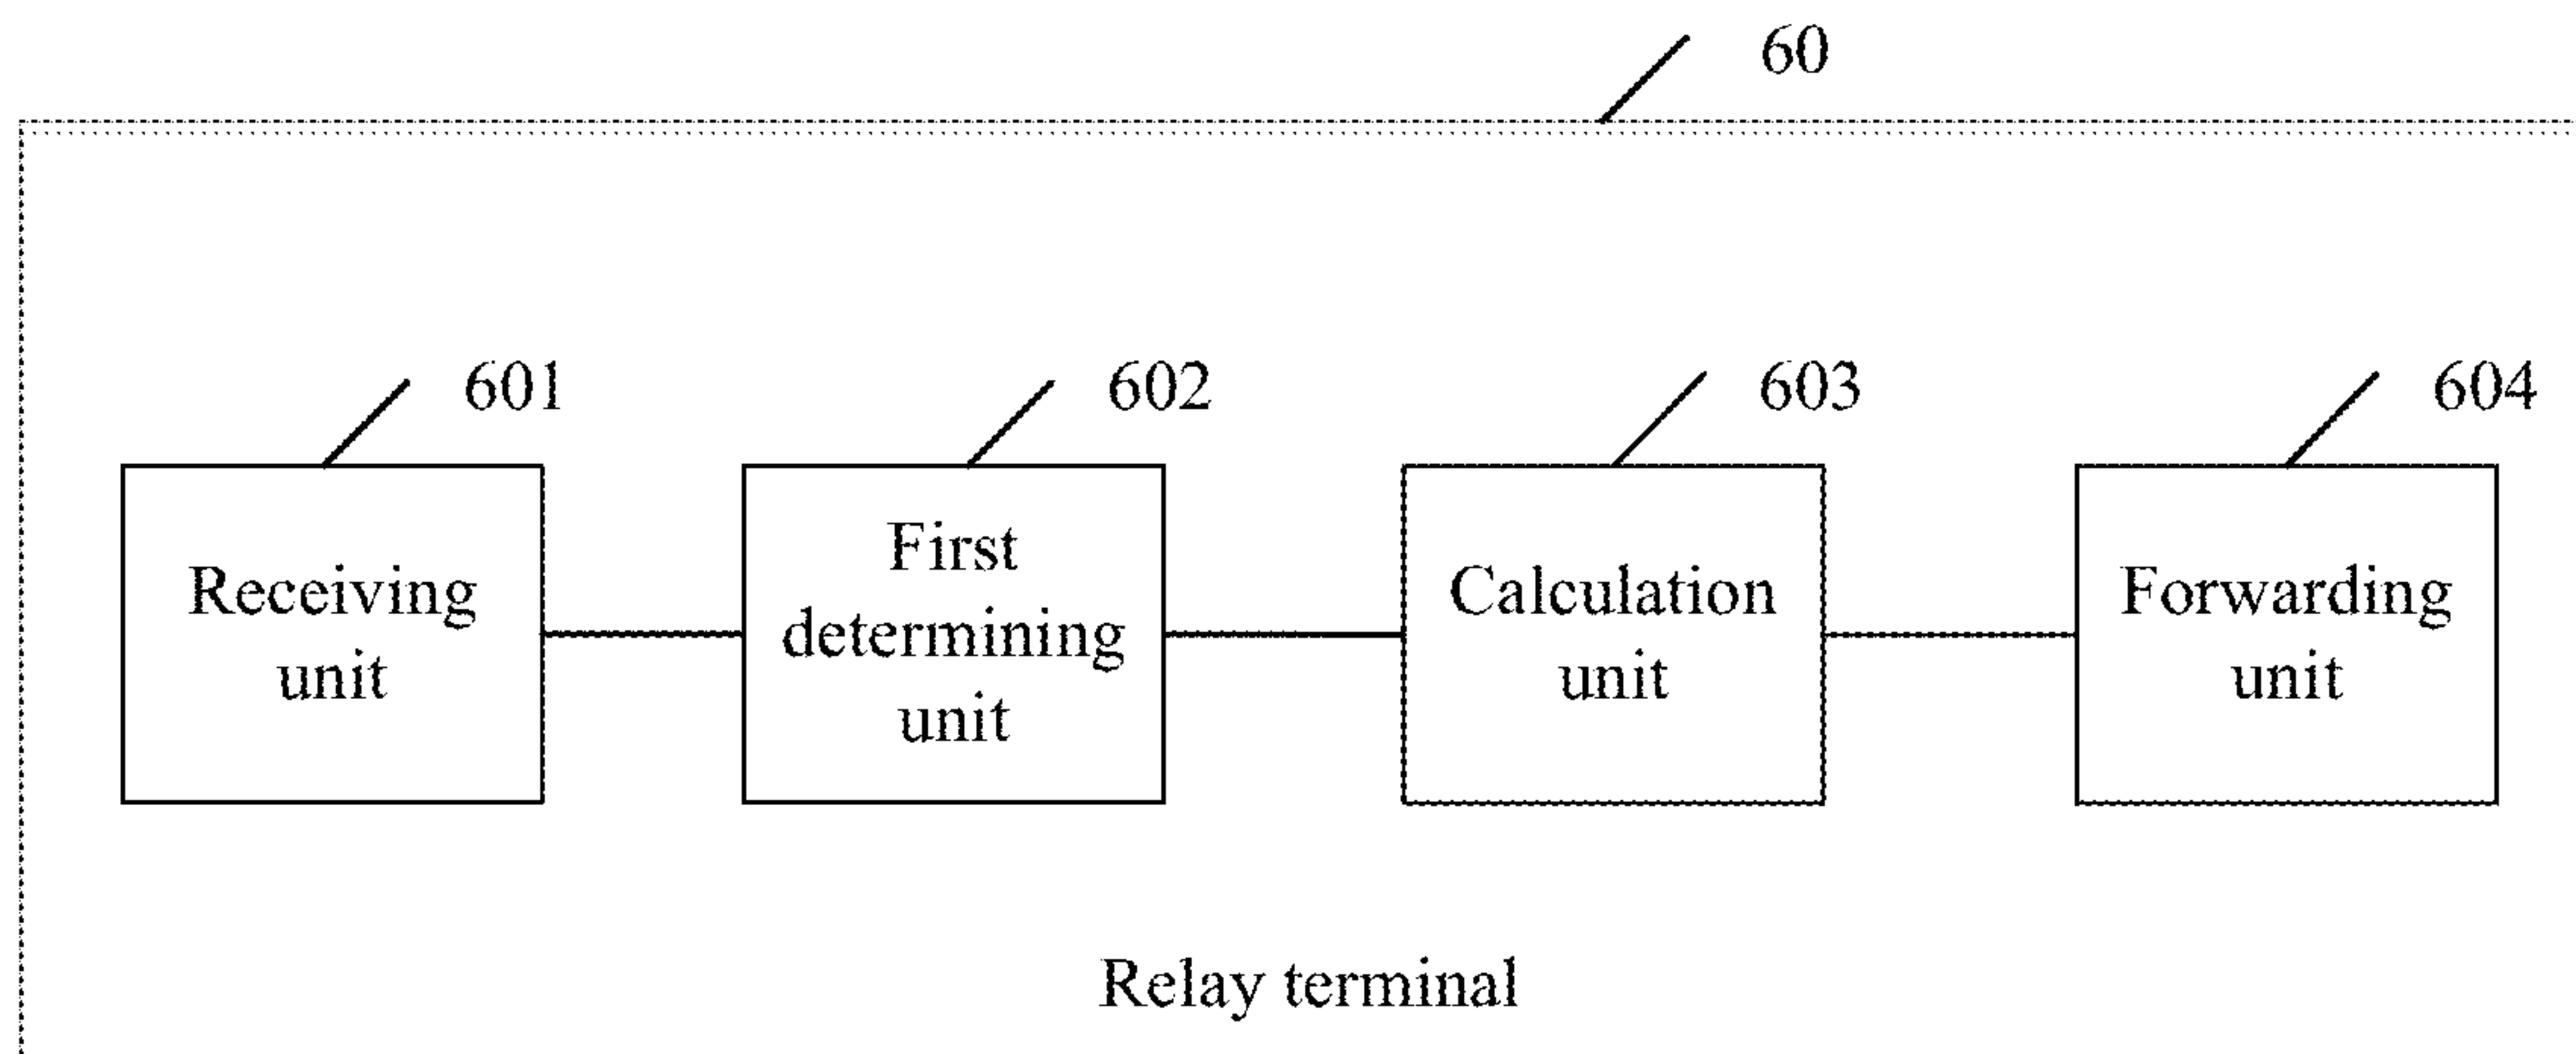 60
601
602
603
604
Receiving
unit
First
determining
unit
Calculation
unit
Forwarding
unit
Relay terminal